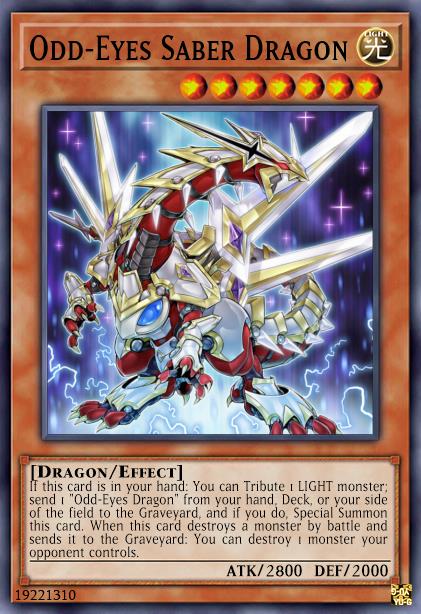 ODD-EYES SABER DRAGON
LIGHT
光
[DRAGON/EFFECT]
If this card is in your hand: You can Tribute 1 LIGHT monster;
send 1 "Odd-Eyes Dragon" from your hand, Deck, or your side
of the field to the Graveyard, and if you do, Special Summon
this card. When this card destroys a monster by battle and
sends it to the Graveyard: You can destroy 1 monster your
opponent controls.
ATK/2800 DEF/2000
19221310